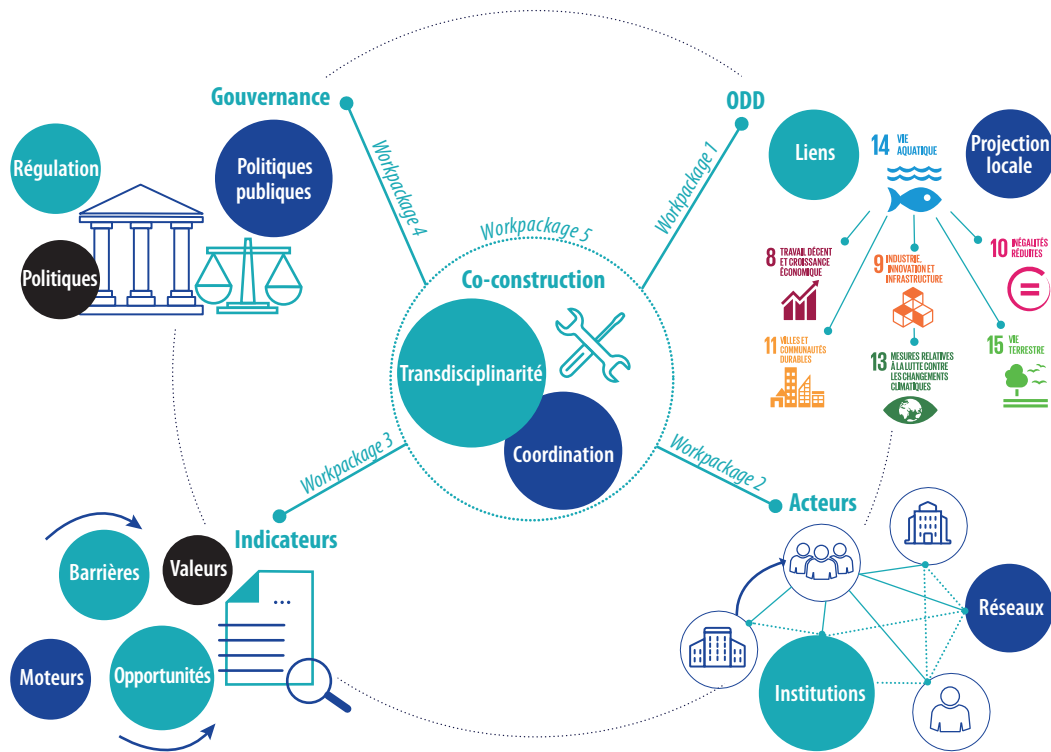 Gouvernance
Régulation
Politiques
publiques
Politiques
Workpackage 4
ODD
Workpackage 1
Liens
14 VIE
AQUATIQUE
Projection
locale
8 TRAVAIL DÉCENT
ET CROISSANCE
ÉCONOMIQUE
9 INDUSTRIE,
INNOVATION ET
INFRASTRUCTURE
10 INÉGALITÉS
RÉDUITES
11 VILLES ET
COMMUNAUTÉS
DURABLES
13 MESURES RELATIVES
À LA LUTTE CONTRE
LES CHANGEMENTS
CLIMATIQUES
15 VIE
TERRESTRE
Workpackage 5
Co-construction
Transdisciplinarité
Coordination
Workpackage 3
Indicateurs
Barrières
Valeurs
...
Moteurs
Opportunités
Workpackage 2
Acteurs
Réseaux
Institutions